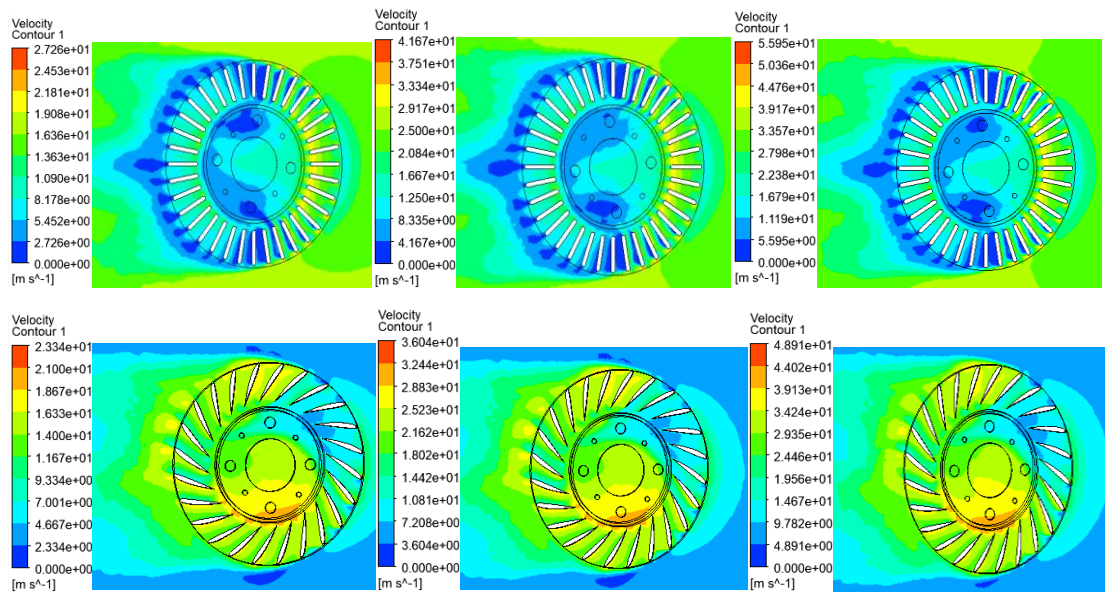 Velocity
Contour 1
2.726e+01
2.453e+01
2.181e+01
1.908e+01
1.636e+01
1.363e+01
1.090e+01
8.178e+00
5.452e+00
2.726e+00
0.000e+00
[m s^-1]
Velocity
Contour 1
4.167e+01
3.751e+01
3.334e+01
2.917e+01
2.500e+01
2.084e+01
1.667e+01
1.250e+01
8.335e+00
4.167e+00
0.000e+00
[m s^-1]
Velocity
Contour 1
5.595e+01
5.036e+01
4.476e+01
3.917e+01
3.357e+01
2.798e+01
2.238e+01
1.679e+01
1.119e+01
5.595e+00
0.000e+00
[m s^-1]
Velocity
Contour 1
2.334e+01
2.100e+01
1.867e+01
1.633e+01
1.400e+01
1.167e+01
9.334e+00
7.001e+00
4.667e+00
2.334e+00
0.000e+00
[m s^-1]
Velocity
Contour 1
3.604e+01
3.244e+01
2.883e+01
2.523e+01
2.162e+01
1.802e+01
1.442e+01
1.081e+01
7.208e+00
3.604e+00
0.000e+00
[m s^-1]
Velocity
Contour 1
4.891e+01
4.402e+01
3.913e+01
3.424e+01
2.935e+01
2.446e+01
1.956e+01
1.467e+01
9.782e+00
4.891e+00
0.000e+00
[m s^-1]